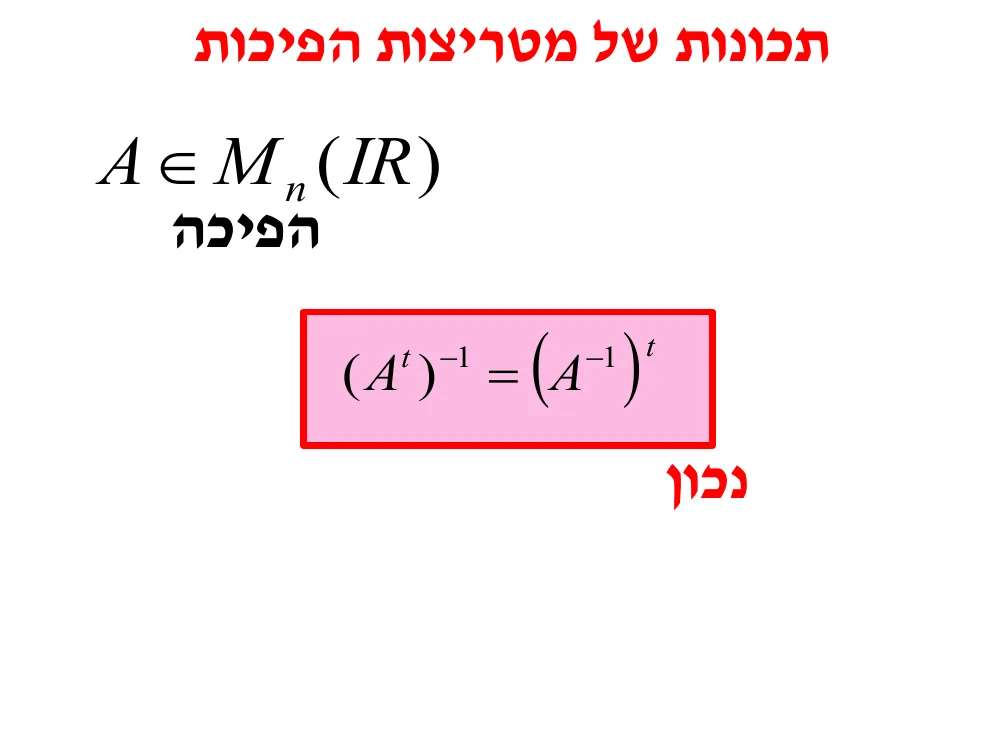 תכונות של מטריצות הפיכות
A ∈ M_n (IR)
הפיכה
(A^t)^{-1} = (A^{-1})^t
נכון